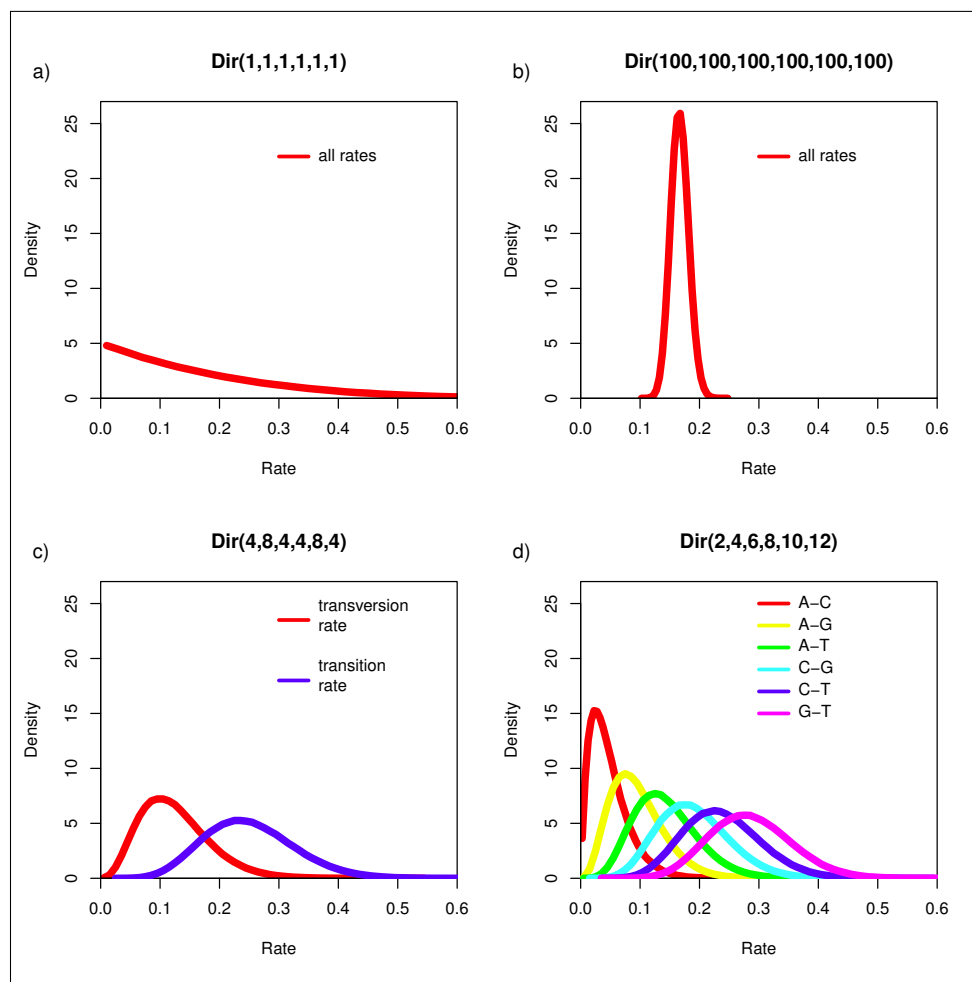 a)
Dir(1,1,1,1,1,1)
25
20
15
10
5
0
Density
all rates
0.0 0.1 0.2 0.3 0.4 0.5 0.6
Rate
b)
Dir(100,100,100,100,100,100)
25
20
15
10
5
0
Density
all rates
0.0 0.1 0.2 0.3 0.4 0.5 0.6
Rate
c)
Dir(4,8,4,4,8,4)
25
20
15
10
5
0
Density
transversion
rate
transition
rate
0.0 0.1 0.2 0.3 0.4 0.5 0.6
Rate
d)
Dir(2,4,6,8,10,12)
25
20
15
10
5
0
Density
A−C
A−G
A−T
C−G
C−T
G−T
0.0 0.1 0.2 0.3 0.4 0.5 0.6
Rate